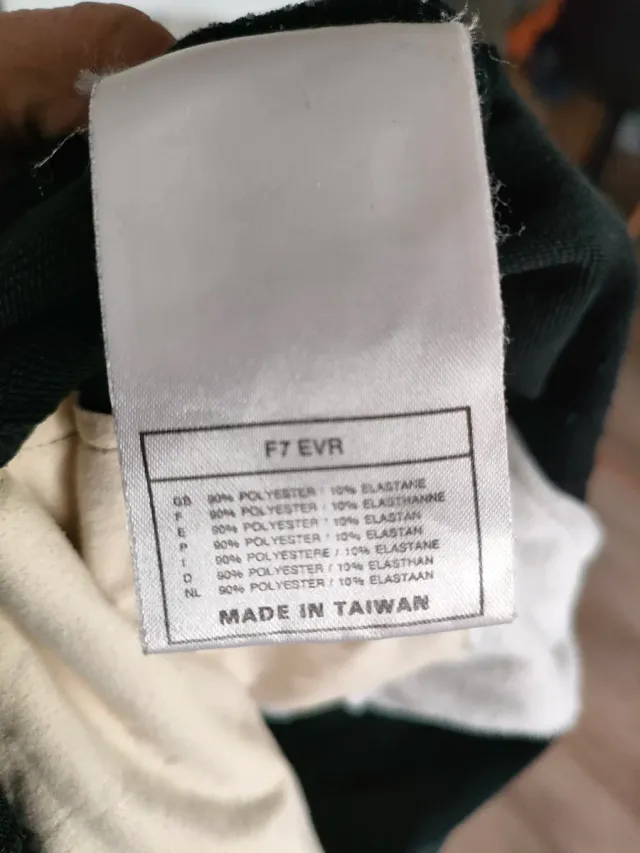 F7 EVR
GB 90% POLYESTER / 10% ELASTANE
F 90% POLYESTER / 10% ELASTHANNE
E 90% POLYESTER / 10% ELASTAN
P 90% POLYESTER / 10% ELASTAN
I 90% POLYESTERE / 10% ELASTANE
D 90% POLYESTER / 10% ELASTHAN
NL 90% POLYESTER / 10% ELASTAAN
MADE IN TAIWAN